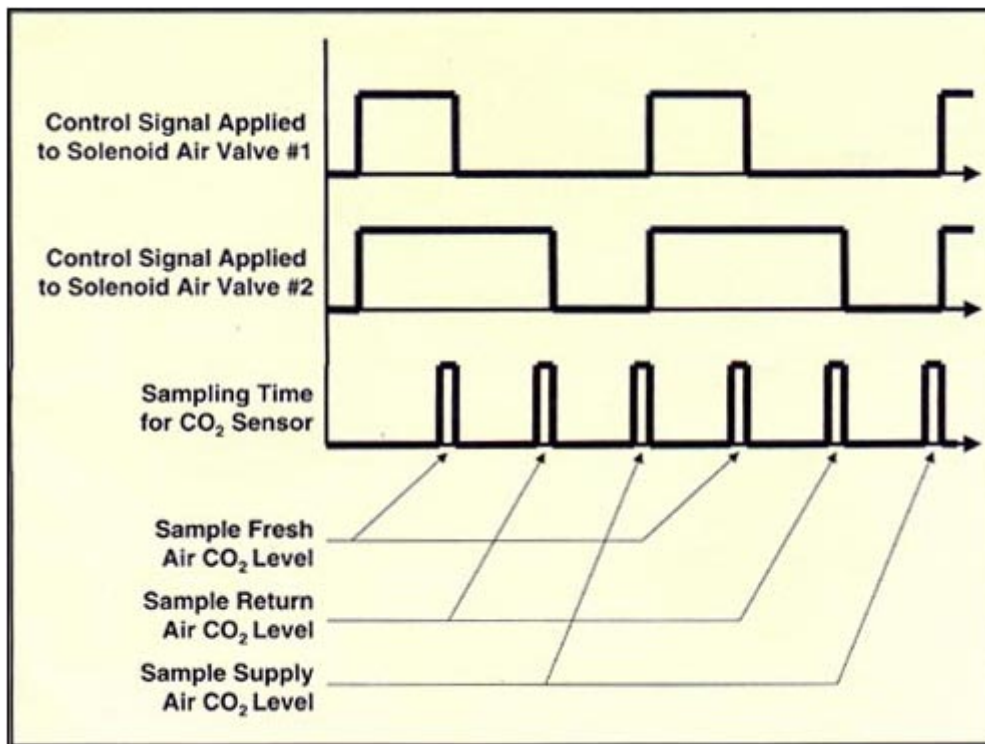 Control Signal Applied
to Solenoid Air Valve #1
Control Signal Applied
to Solenoid Air Valve #2
Sampling Time
for CO₂ Sensor
Sample Fresh
Air CO₂ Level
Sample Return
Air CO₂ Level
Sample Supply
Air CO₂ Level